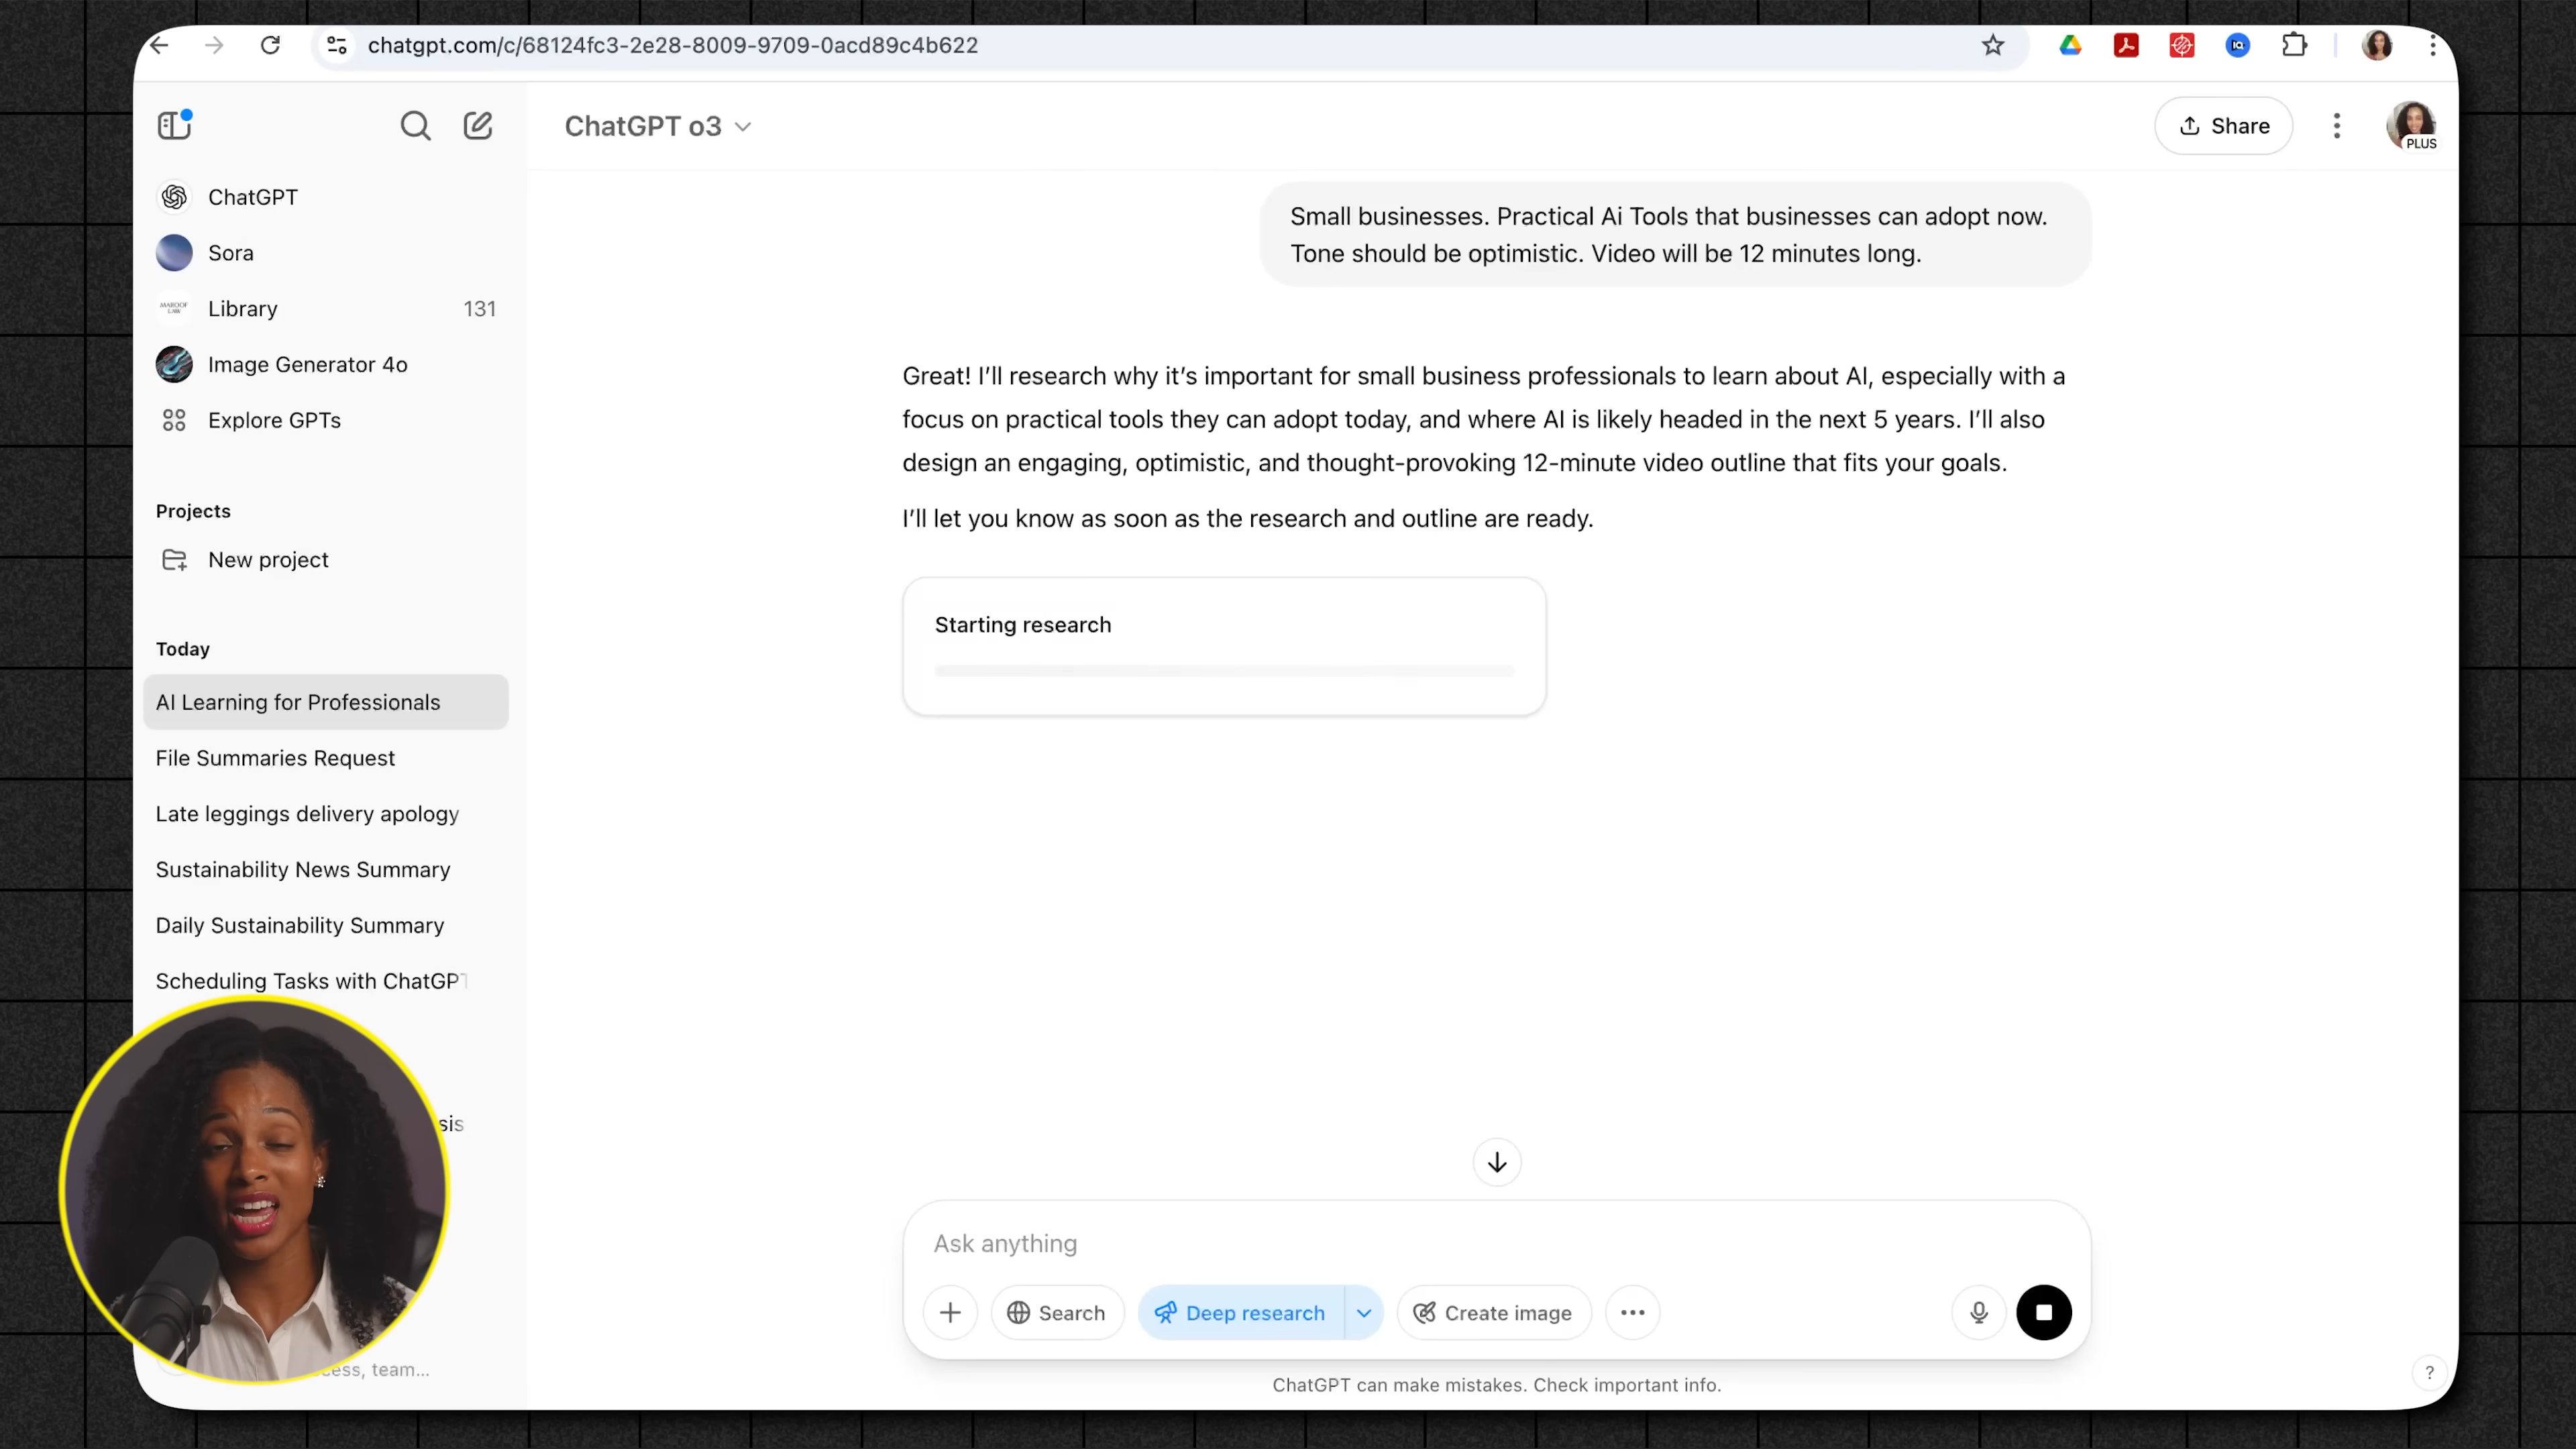 chatgpt.com/c/68124fc3-2e28-8009-9709-0acd89c4b622
ChatGPT o3
Share
PLUS
ChatGPT
Sora
MAROOF
LAW
Library 131
Image Generator 4o
Explore GPTs
Projects
New project
Today
AI Learning for Professionals
File Summaries Request
Late leggings delivery apology
Sustainability News Summary
Daily Sustainability Summary
Scheduling Tasks with ChatGPT
sis
team...
Small businesses. Practical Ai Tools that businesses can adopt now.
Tone should be optimistic. Video will be 12 minutes long.
Great! I’ll research why it’s important for small business professionals to learn about AI, especially with a
focus on practical tools they can adopt today, and where AI is likely headed in the next 5 years. I’ll also
design an engaging, optimistic, and thought-provoking 12-minute video outline that fits your goals.
I’ll let you know as soon as the research and outline are ready.
Starting research
Ask anything
Search
Deep research
Create image
ChatGPT can make mistakes. Check important info.
?